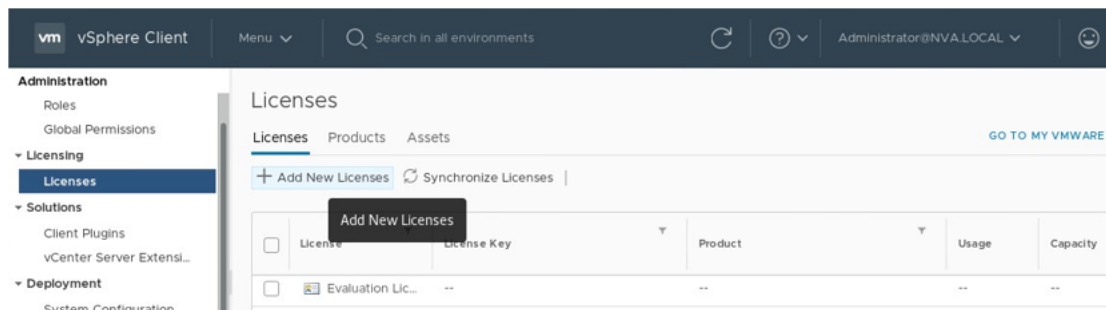 vm vSphere Client Menu Search in all environments Administrator@NVA.LOCAL
Administration
Roles
Global Permissions
Licensing
Licenses
Solutions
Client Plugins
vCenter Server Extensi...
Deployment
System Configuration
Licenses
Licenses Products Assets
GO TO MY VMWARE
+ Add New Licenses Synchronize Licenses |
Add New Licenses
License License Key Product Usage Capacity
Evaluation Lic... -- -- -- --